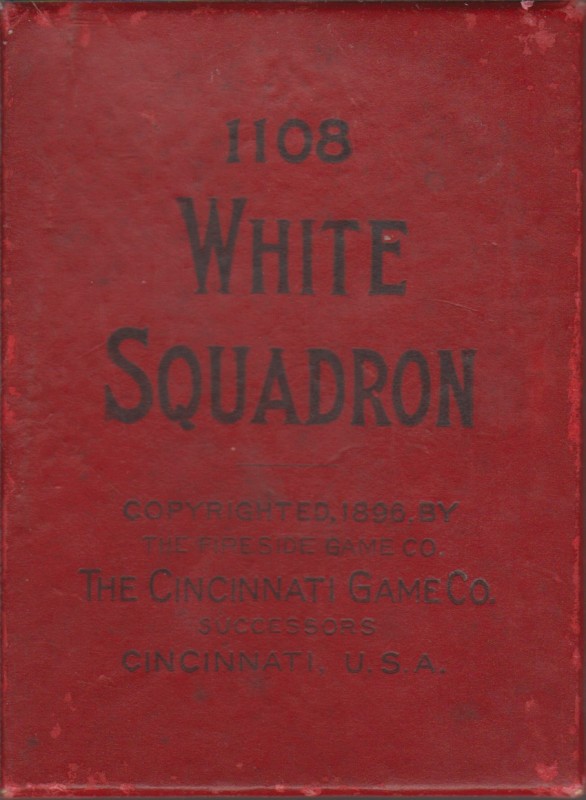 1108
WHITE
SQUADRON
COPYRIGHTED, 1896, BY
THE FIRESIDE GAME CO.
THE CINCINNATI GAME CO.
SUCCESSORS
CINCINNATI, U.S.A.